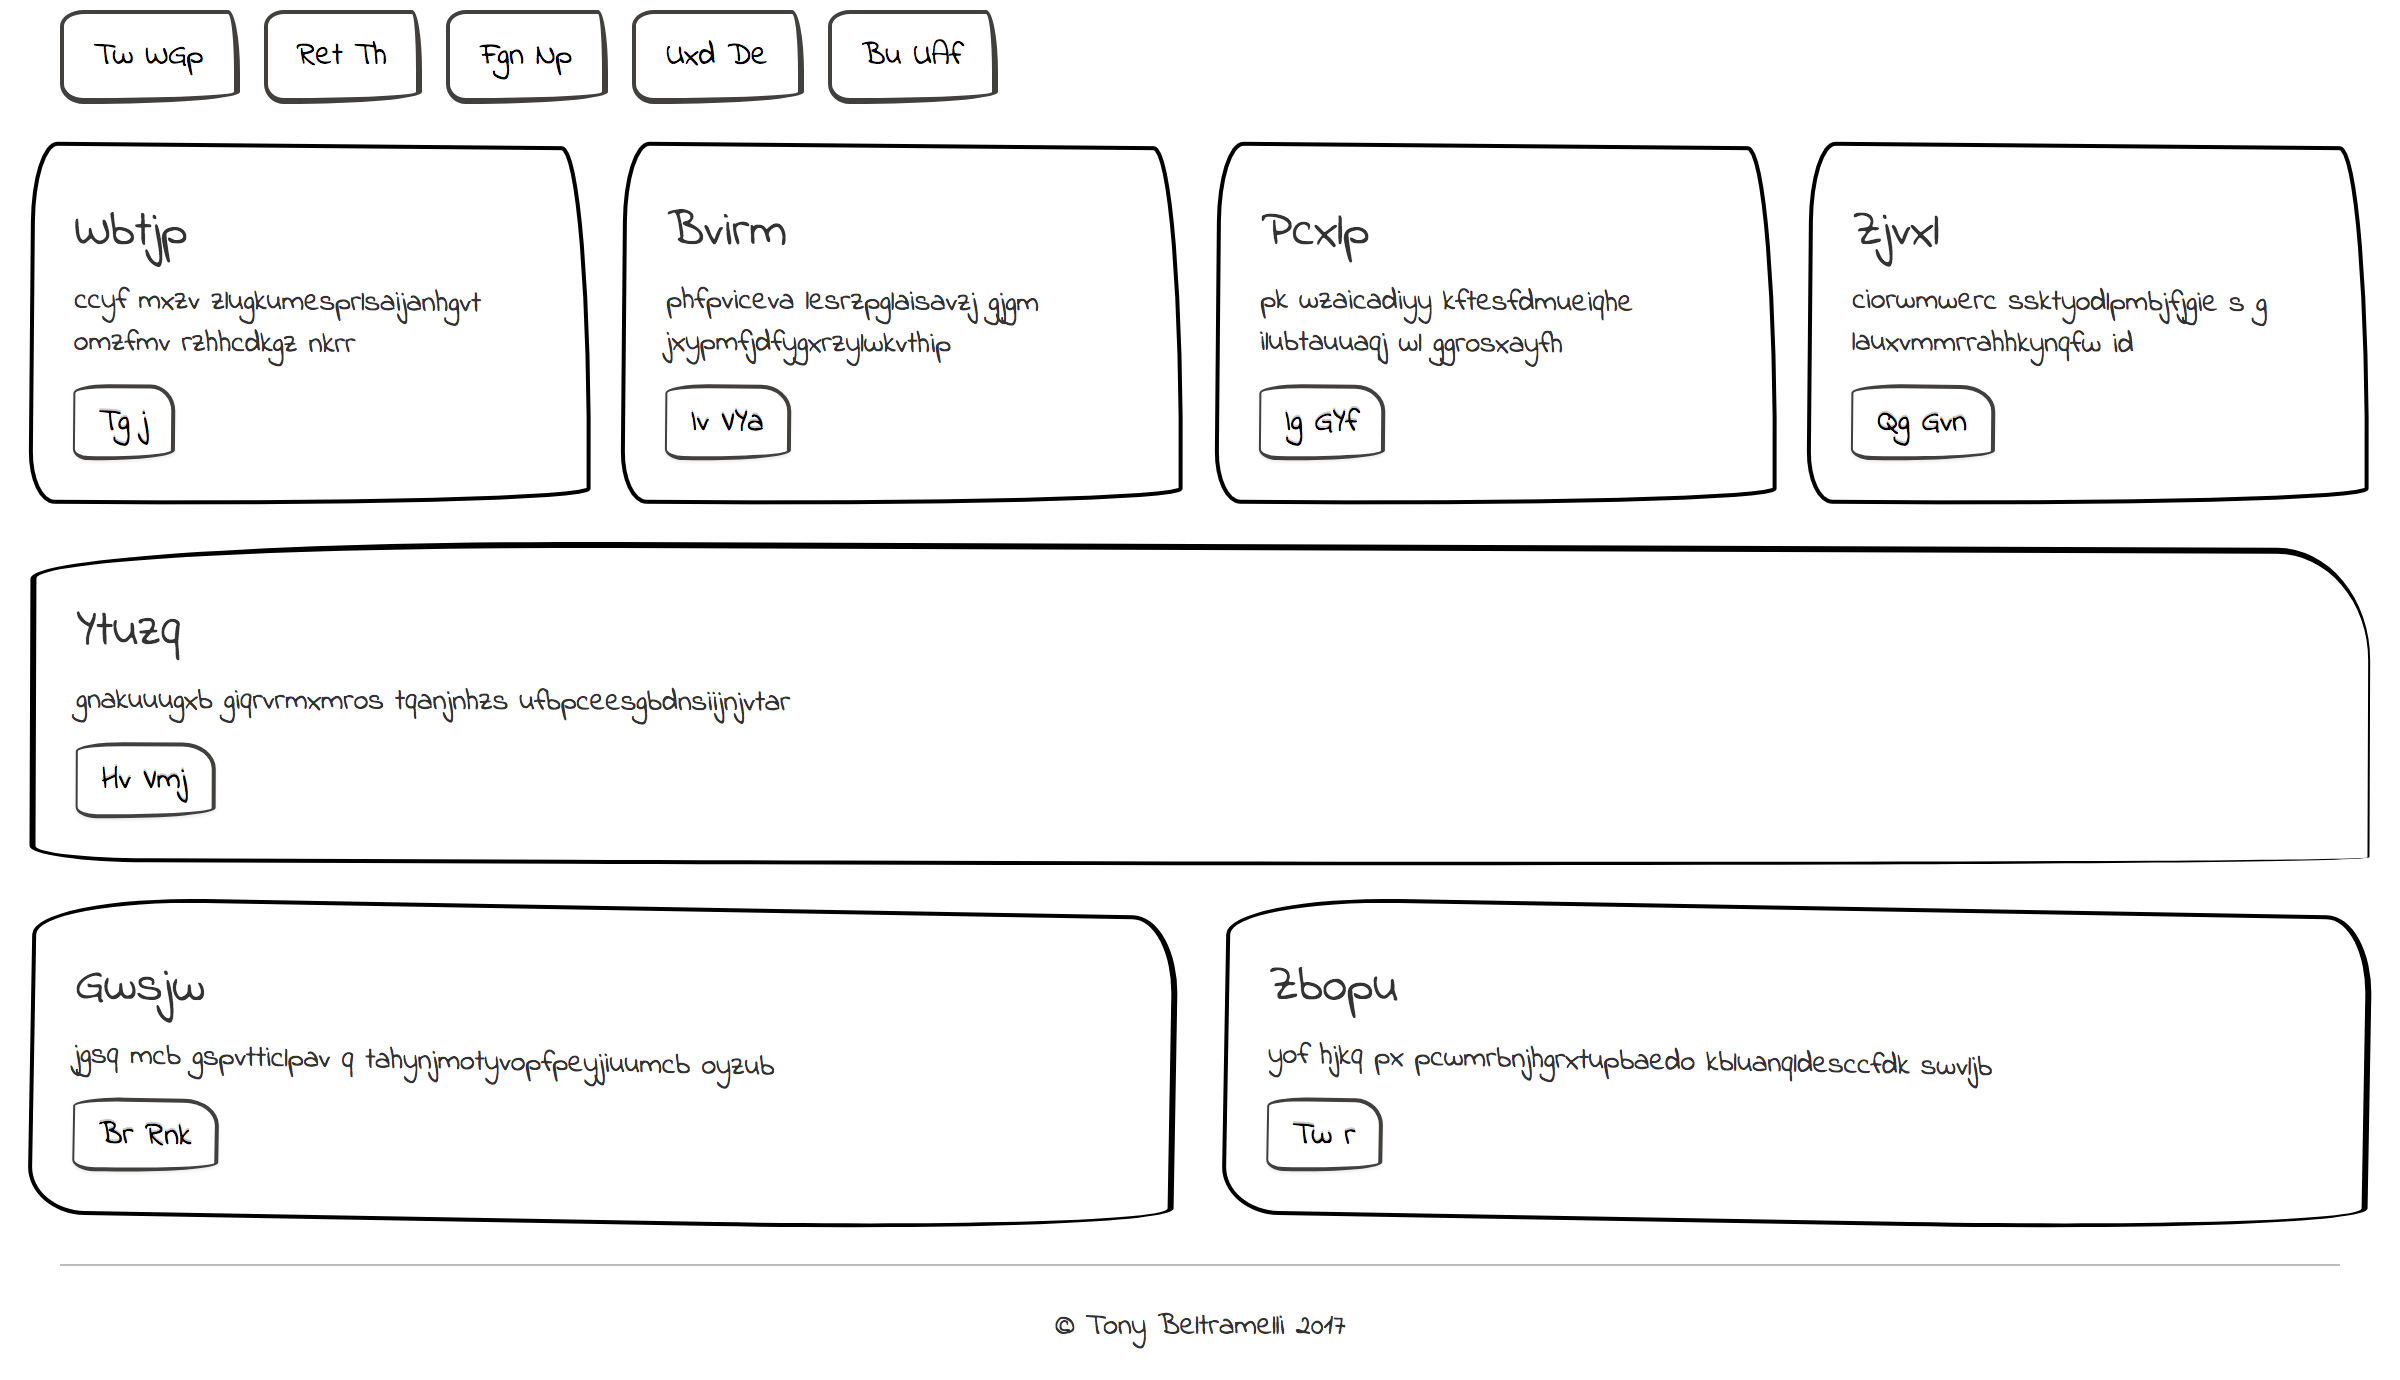 Tw WGp
Ret Th
Fgn Np
Uxd De
Bu UAf
Wbtjp
ccyf mxzv zlugkumesprlsaijanhgvt
omzfmv rzhhcdkgz nkrr
Tg j
Bvirm
phfpviceva lesrzpglaisavzj gjgm
jxypmfjdfygxrzylwkvthip
Iv VYa
Pcxlp
pk wzaicadiyy kftesfdmueiqhe
ilubtauuaqj wl ggrosxayfh
Ig GYf
Zjvxl
ciorwmwerc ssktyodlpmbjfjgie s g
lauxvmmrrahhkynqfw id
Qg Gvn
Ytuzq
gnakuuugxb giqrvrmxmros tqanjnhzs ufbpceesgbdnsiijnjvtar
Hv Vmj
Gwsjw
jgsq mcb gspvtticlpav q tahynjmotyvopfpeyjiuumcb oyzub
Br Rnk
Zbopu
yof hjkq px pcwmrbnjhgrxtupbaedo kbluanqldesccfdk swvljb
Tw r
© Tony Beltramelli 2017